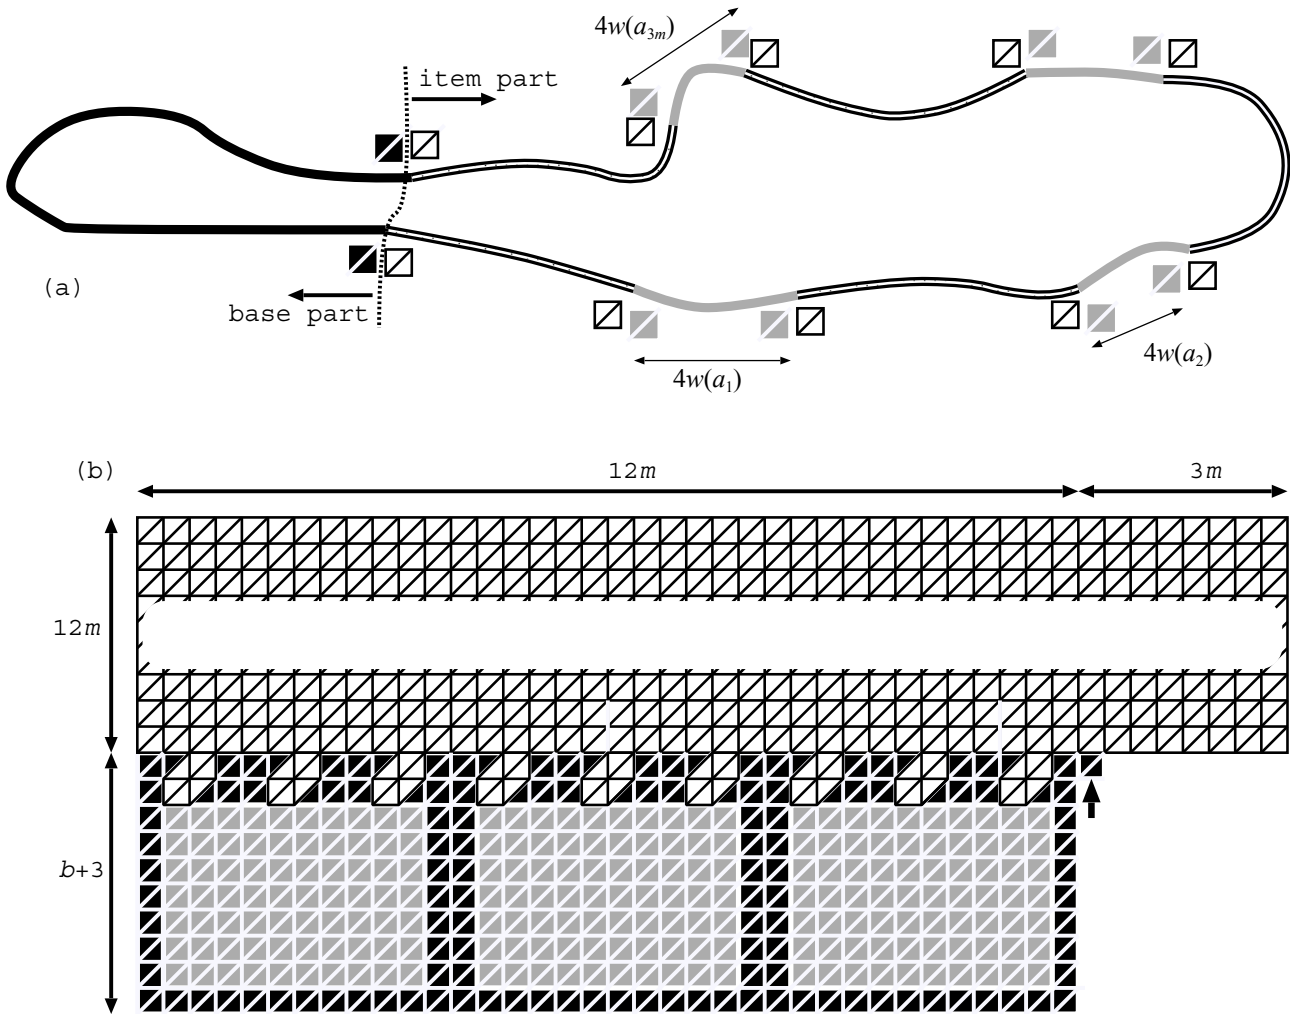 4w(a3m)
item part
(a)
base part
4w(a1)
4w(a2)
(b)
12m
3m
12m
b+3